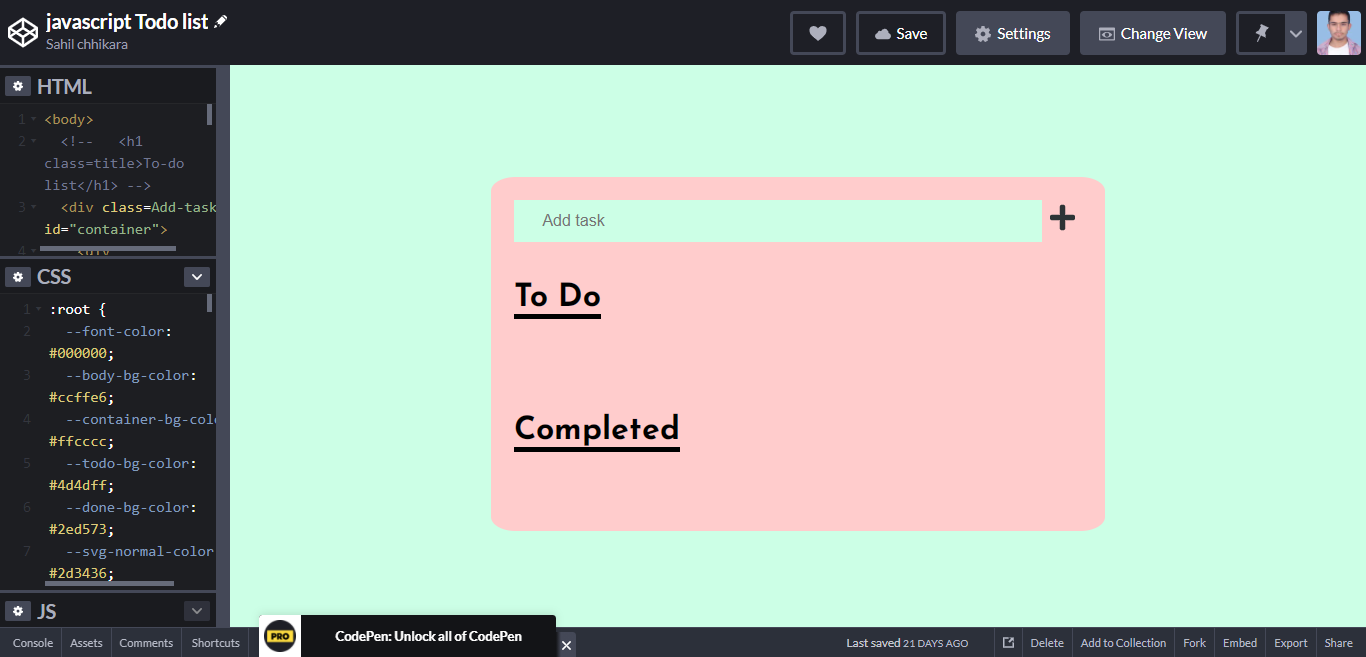 javascript Todo list
Sahil chhikara
Save
Settings
Change View
HTML
1 <body>
2 <!-- <h1
class=title>To-do
list</h1> -->
3 <div class=Add-task
id="container">
4 <div
CSS
1 :root {
2 --font-color:
#000000;
3 --body-bg-color:
#ccffe6;
4 --container-bg-col
#ffcccc;
5 --todo-bg-color:
#4d4dff;
6 --done-bg-color:
#2ed573;
7 --svg-normal-color
#2d3436;
JS
Add task
To Do
Completed
Console
Assets
Comments
Shortcuts
PRO
CodePen: Unlock all of CodePen
Last saved 21 DAYS AGO
Delete
Add to Collection
Fork
Embed
Export
Share